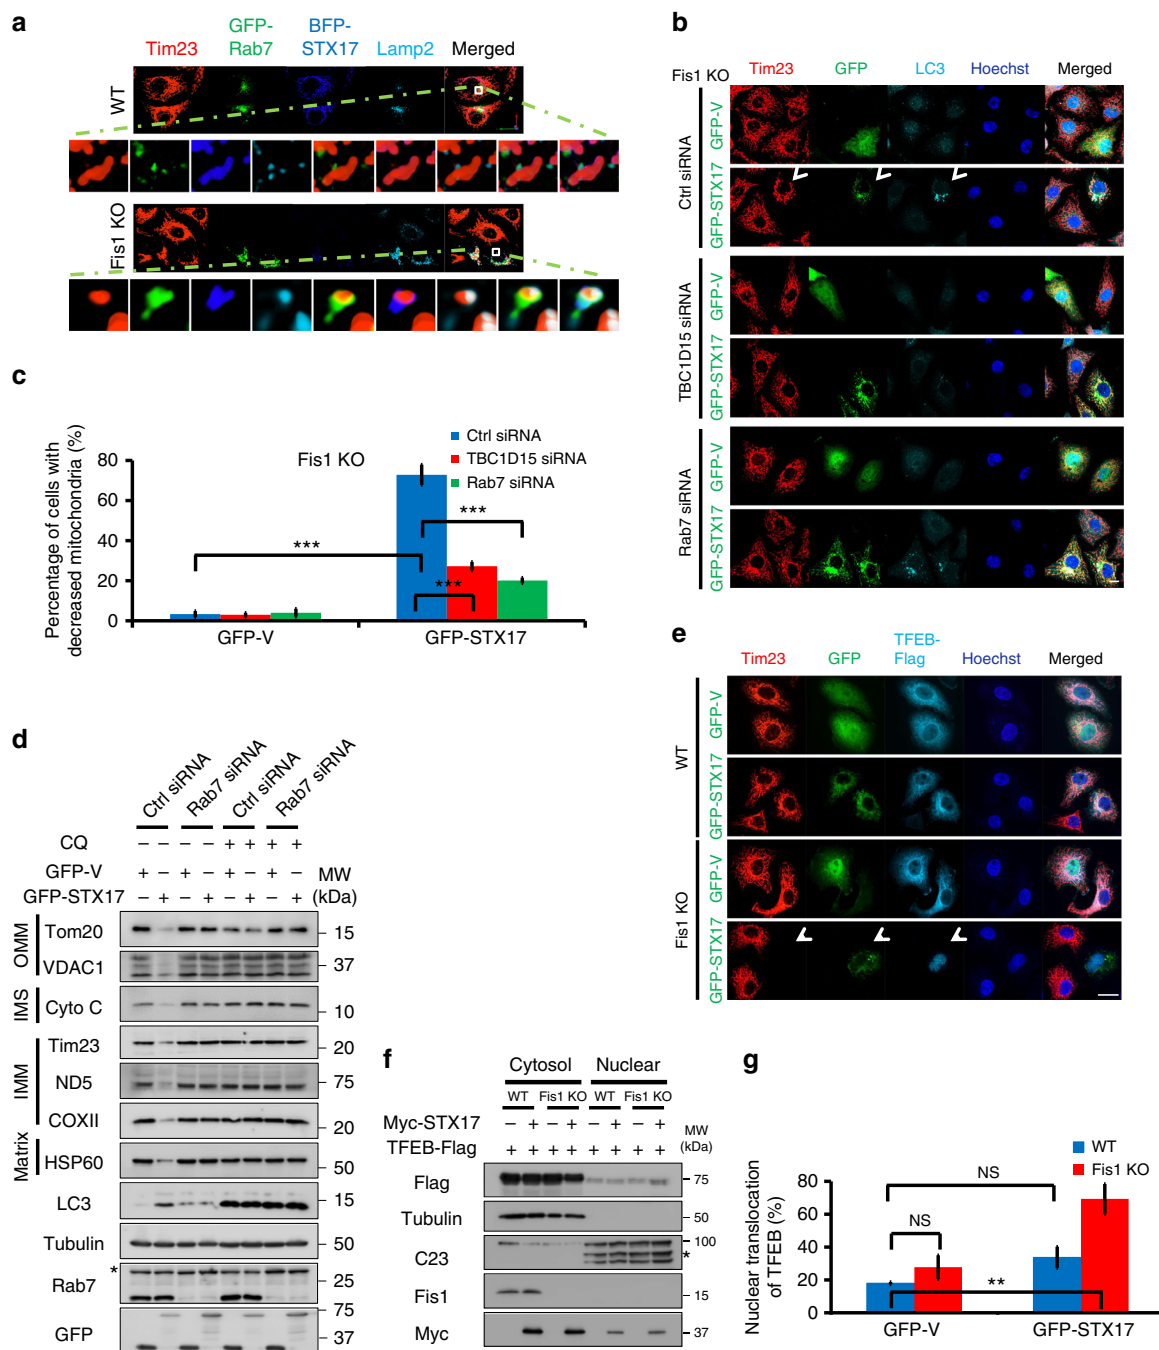 a
Tim23
GFP-
Rab7
BFP-
STX17
Lamp2
Merged
WT
Fis1 KO
b
Fis1 KO
Tim23
GFP
LC3
Hoechst
Merged
Ctrl siRNA
GFP-V
GFP-STX17
TBC1D15 siRNA
GFP-V
GFP-STX17
Rab7 siRNA
GFP-V
GFP-STX17
c
Percentage of cells with
decreased mitochondria (%)
80
60
40
20
0
Fis1 KO
Ctrl siRNA
TBC1D15 siRNA
Rab7 siRNA
***
***
***
GFP-V
GFP-STX17
d
Ctrl siRNA
Rab7 siRNA
Ctrl siRNA
Rab7 siRNA
CQ − − − − + + + +
GFP-V + − + − + − + −
GFP-STX17 − + − + − + − +
MW
(kDa)
OMM
Tom20
15
VDAC1
37
IMS
Cyto C
10
IMM
Tim23
20
ND5
75
COXII
20
Matrix
HSP60
50
LC3
15
Tubulin
50
Rab7
*
25
GFP
75
37
e
Tim23
GFP
TFEB-
Flag
Hoechst
Merged
WT
GFP-V
GFP-STX17
Fis1 KO
GFP-V
GFP-STX17
f
Cytosol
Nuclear
WT
Fis1 KO
WT
Fis1 KO
Myc-STX17 − + − + − + − +
TFEB-Flag + + + + + + + +
MW
(kDa)
Flag
75
Tubulin
50
C23
100
*
Fis1
15
Myc
37
g
Nuclear translocation
of TFEB (%)
80
60
40
20
0
WT
Fis1 KO
NS
NS
**
GFP-V
GFP-STX17